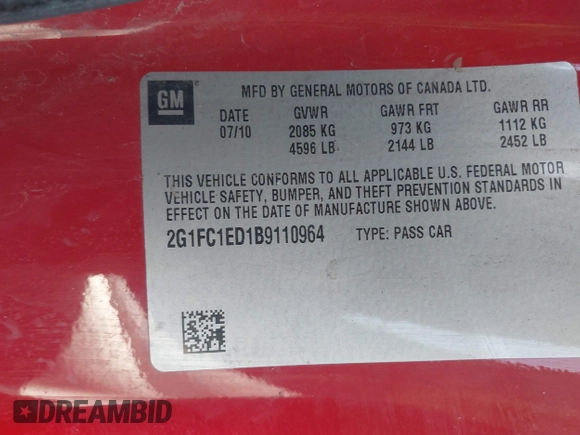 GM
MFD BY GENERAL MOTORS OF CANADA LTD.
DATE GVWR GAWR FRT GAWR RR
07/10 2085 KG 973 KG 1112 KG
4596 LB 2144 LB 2452 LB
THIS VEHICLE CONFORMS TO ALL APPLICABLE U.S. FEDERAL MOTOR
VEHICLE SAFETY, BUMPER, AND THEFT PREVENTION STANDARDS IN
EFFECT ON THE DATE OF MANUFACTURE SHOWN ABOVE.
2G1FC1ED1B9110964 TYPE: PASS CAR
DREAMBID